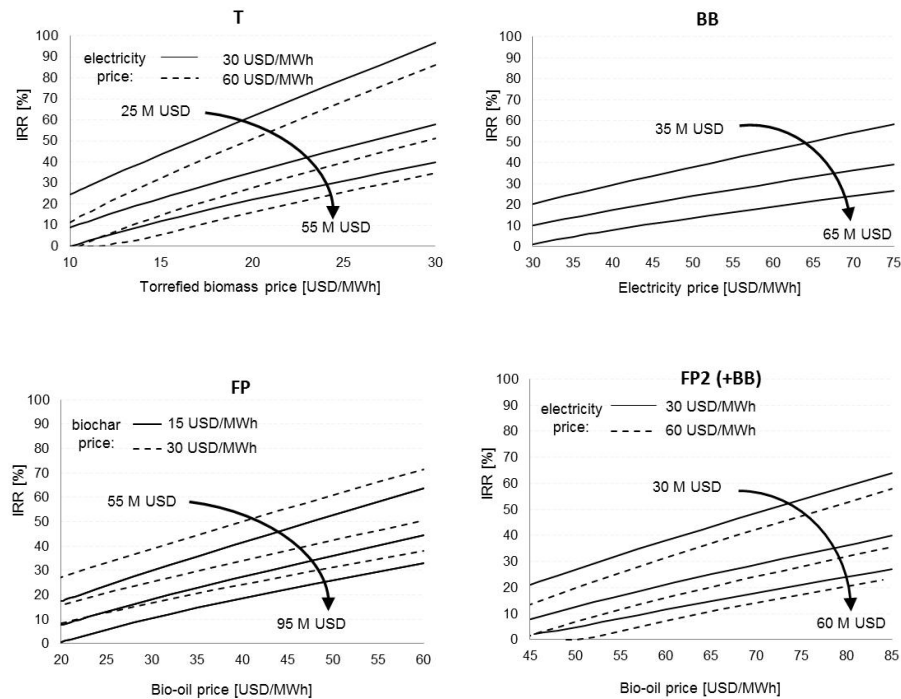 T
IRR [%]
100
90
80
70
60
50
40
30
20
10
0
electricity price:
30 USD/MWh
60 USD/MWh
25 M USD
55 M USD
10
15
20
25
30
Torrefied biomass price [USD/MWh]
BB
IRR [%]
100
90
80
70
60
50
40
30
20
10
0
35 M USD
65 M USD
30
35
40
45
50
55
60
65
70
75
Electricity price [USD/MWh]
FP
IRR [%]
100
90
80
70
60
50
40
30
20
10
0
biochar price:
15 USD/MWh
30 USD/MWh
55 M USD
95 M USD
20
25
30
35
40
45
50
55
60
Bio-oil price [USD/MWh]
FP2 (+BB)
IRR [%]
100
90
80
70
60
50
40
30
20
10
0
electricity price:
30 USD/MWh
60 USD/MWh
30 M USD
60 M USD
45
50
55
60
65
70
75
80
85
Bio-oil price [USD/MWh]